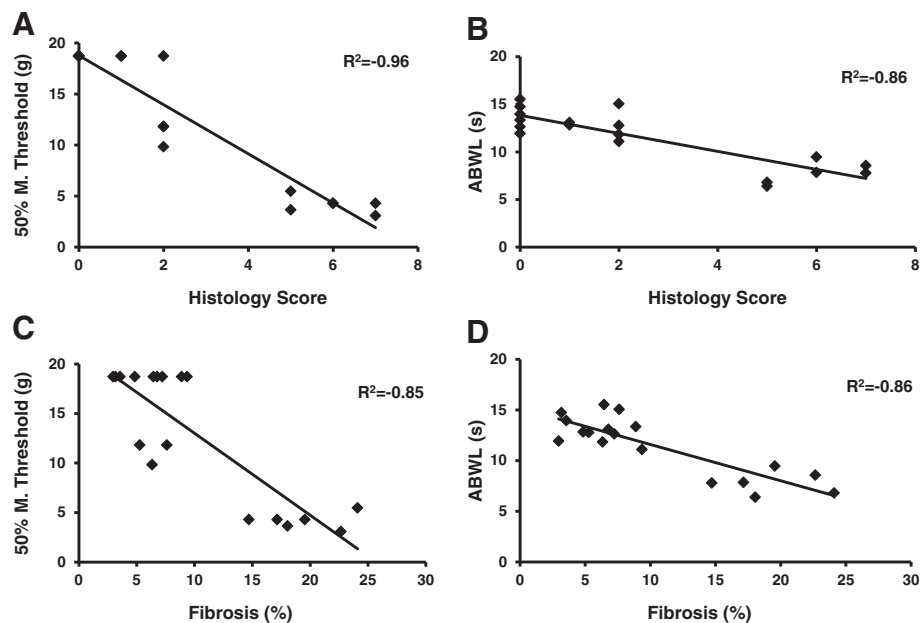 A
50% M. Threshold (g)
20
15
10
5
0
R²=-0.96
0 2 4 6 8
Histology Score
B
ABWL (s)
20
15
10
5
0
R²=-0.86
0 2 4 6 8
Histology Score
C
50% M. Threshold (g)
20
15
10
5
0
R²=-0.85
0 5 10 15 20 25 30
Fibrosis (%)
D
ABWL (s)
20
15
10
5
0
R²=-0.86
0 5 10 15 20 25 30
Fibrosis (%)